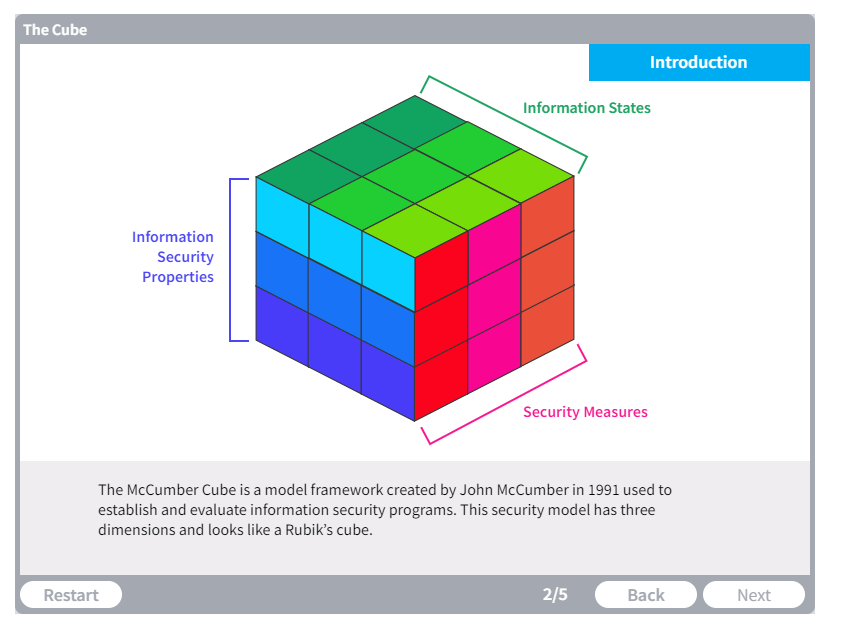 The Cube
Introduction
Information States
Information
Security
Properties
Security Measures
The McCumber Cube is a model framework created by John McCumber in 1991 used to
establish and evaluate information security programs. This security model has three
dimensions and looks like a Rubik’s cube.
Restart
2/5
Back
Next